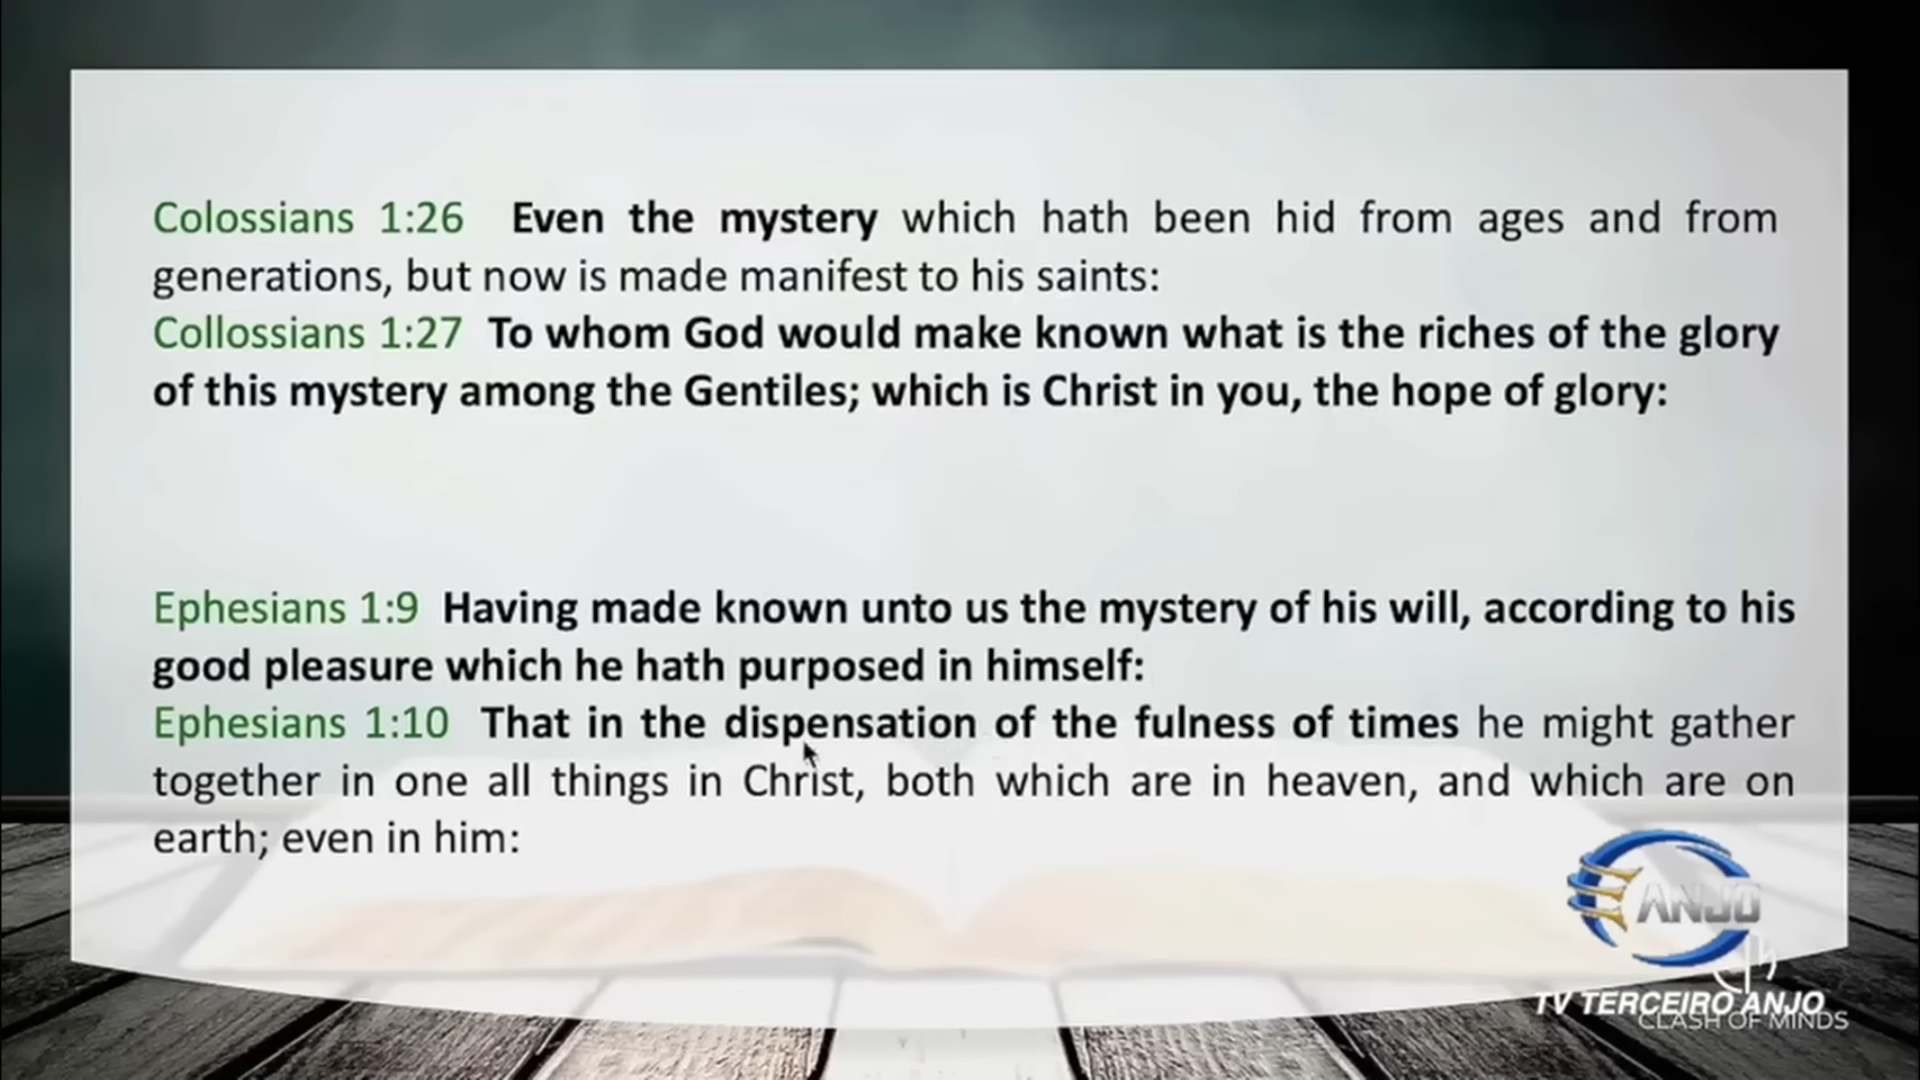 Colossians 1:26 Even the mystery which hath been hid from ages and from
generations, but now is made manifest to his saints:
Collossians 1:27 To whom God would make known what is the riches of the glory
of this mystery among the Gentiles; which is Christ in you, the hope of glory:
Ephesians 1:9 Having made known unto us the mystery of his will, according to his
good pleasure which he hath purposed in himself:
Ephesians 1:10 That in the dispensation of the fulness of times he might gather
together in one all things in Christ, both which are in heaven, and which are on
earth; even in him:
ANJO
TV TERCEIRO ANJO
CLASH OF MINDS